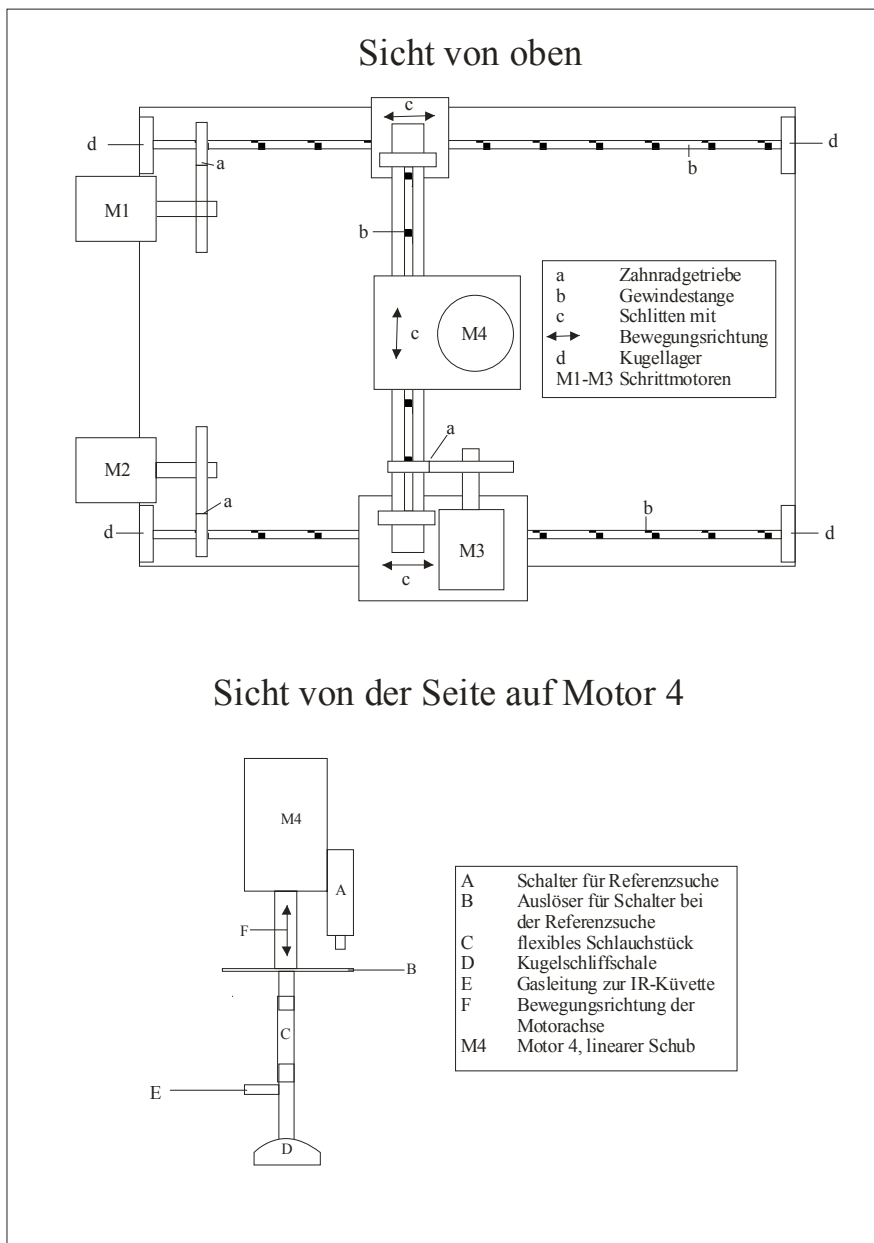 Sicht von oben
c
d
d
a
b
M1
b
c
M4
a Zahnradgetriebe
b Gewindestange
c Schlitten mit
Bewegungsrichtung
d Kugellager
M1-M3 Schrittmotoren
a
M2
a
b
d
d
M3
c
Sicht von der Seite auf Motor 4
M4
A
F
B
C
E
D
A Schalter für Referenzsuche
B Auslöser für Schalter bei
der Referenzsuche
C flexibles Schlauchstück
D Kugelschliffschale
E Gasleitung zur IR-Küvette
F Bewegungsrichtung der
Motorachse
M4 Motor 4, linearer Schub